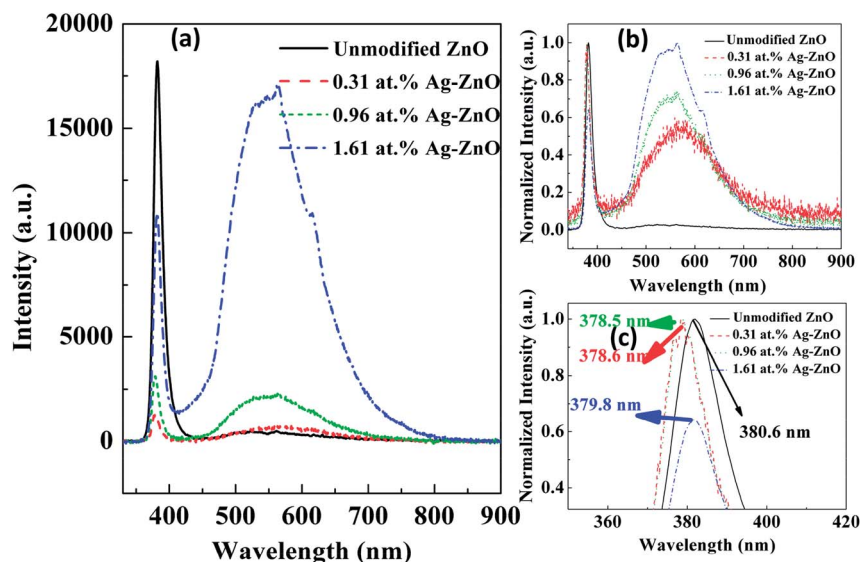 (a)
Unmodified ZnO
0.31 at.% Ag-ZnO
0.96 at.% Ag-ZnO
1.61 at.% Ag-ZnO
20000
15000
10000
5000
0
Intensity (a.u.)
400 500 600 700 800 900
Wavelength (nm)
(b)
Unmodified ZnO
0.31 at.% Ag-ZnO
0.96 at.% Ag-ZnO
1.61 at.% Ag-ZnO
1.0
0.8
0.6
0.4
0.2
0.0
Normalized Intensity (a.u.)
400 500 600 700 800 900
Wavelength (nm)
(c)
Unmodified ZnO
0.31 at.% Ag-ZnO
0.96 at.% Ag-ZnO
1.61 at.% Ag-ZnO
378.5 nm
378.6 nm
379.8 nm
380.6 nm
1.0
0.8
0.6
0.4
Normalized Intensity (a.u.)
360 380 400 420
Wavelength (nm)